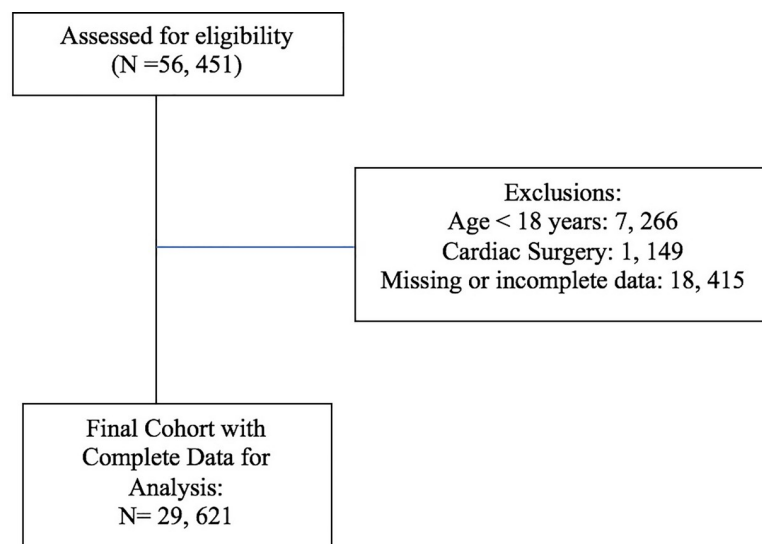 Assessed for eligibility
(N =56, 451)
Exclusions:
Age < 18 years: 7, 266
Cardiac Surgery: 1, 149
Missing or incomplete data: 18, 415
Final Cohort with
Complete Data for
Analysis:
N= 29, 621